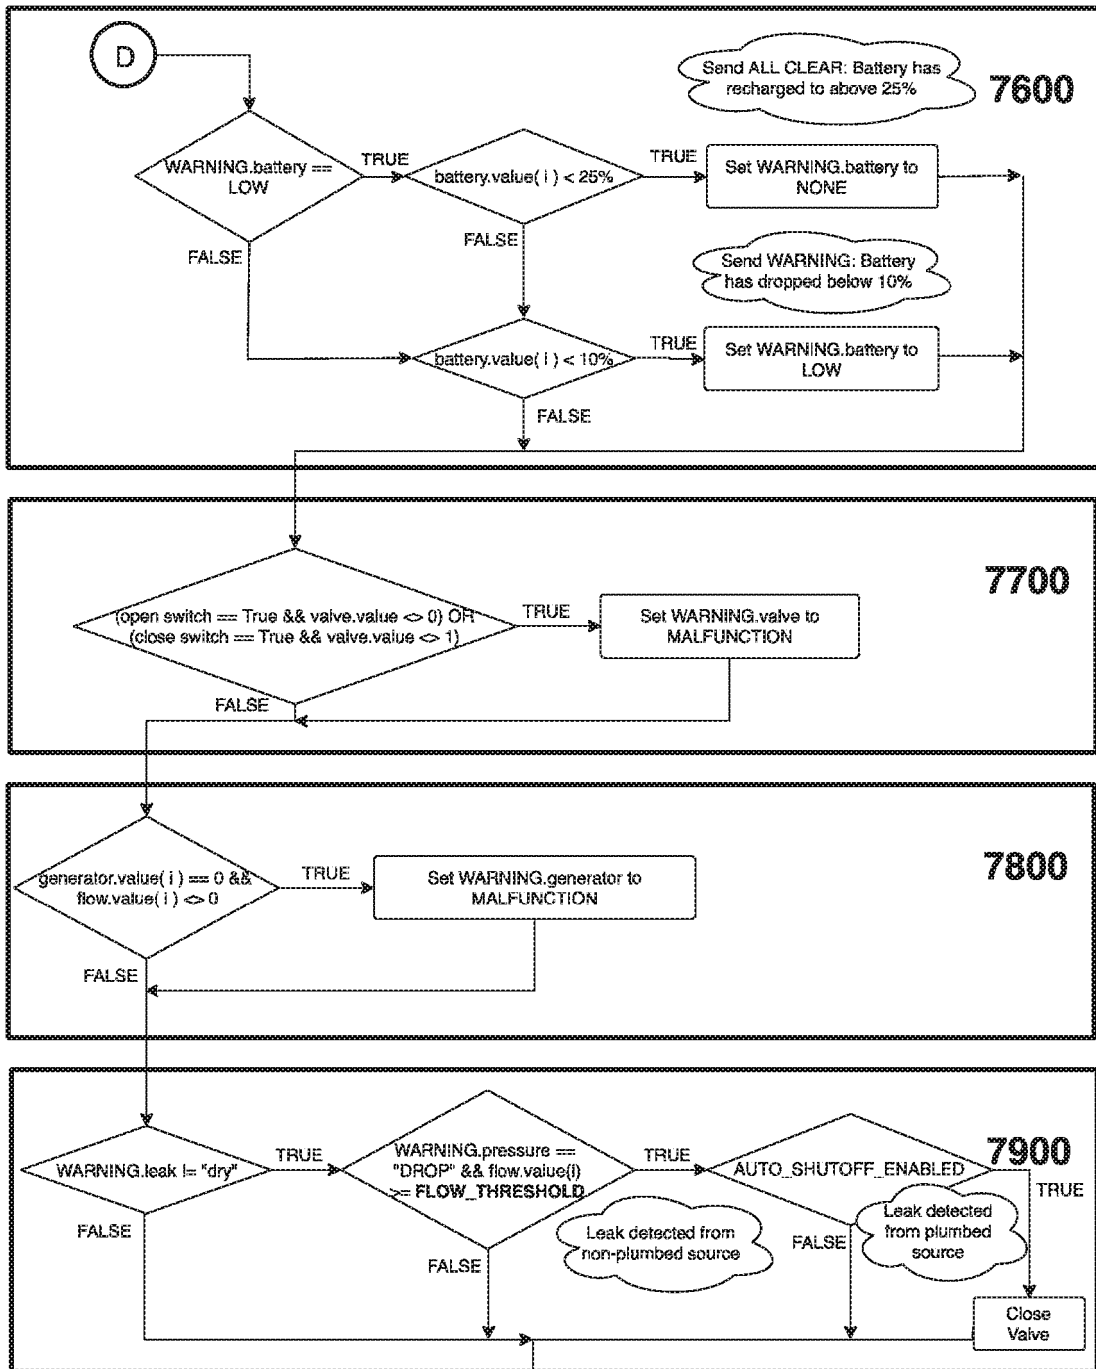 D
Send ALL CLEAR: Battery has
recharged to above 25%
7600
WARNING.battery ==
LOW
TRUE
battery.value( i ) < 25%
TRUE
Set WARNING.battery to
NONE
FALSE
FALSE
Send WARNING: Battery
has dropped below 10%
battery.value( i ) < 10%
TRUE
Set WARNING.battery to
LOW
FALSE
7700
(open switch == True && valve.value <> 0) OR
(close switch == True && valve.value <> 1)
TRUE
Set WARNING.valve to
MALFUNCTION
FALSE
7800
generator.value( i ) == 0 &&
flow.value( i ) <> 0
TRUE
Set WARNING.generator to
MALFUNCTION
FALSE
7900
WARNING.leak != "dry"
TRUE
WARNING.pressure ==
"DROP" && flow.value(i)
>= FLOW_THRESHOLD
TRUE
AUTO_SHUTOFF_ENABLED
TRUE
FALSE
FALSE
Leak detected from
non-plumbed source
FALSE
Leak detected
from plumbed
source
Close
Valve